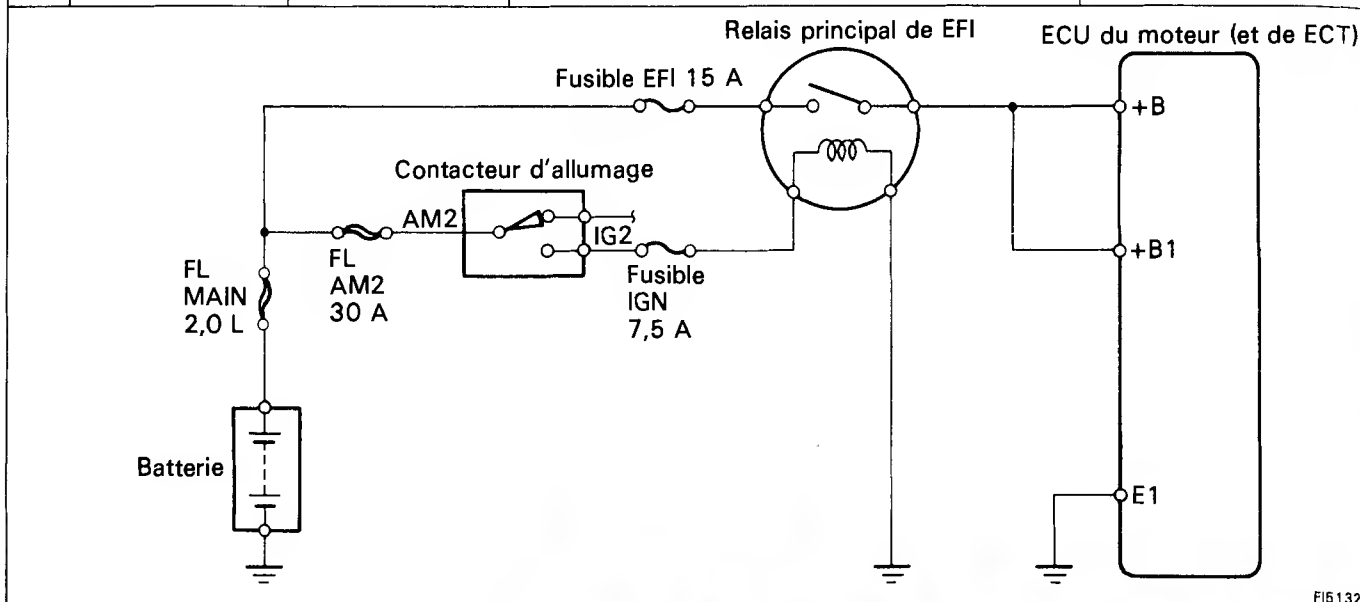 Relais principal de EFI
ECU du moteur (et de ECT)
Fusible EFI 15 A
+B
Contacteur d'allumage
AM2
IG2
+B1
FL
MAIN
2,0 L
FL
AM2
30 A
Fusible
IGN
7,5 A
Batterie
E1
FI5132